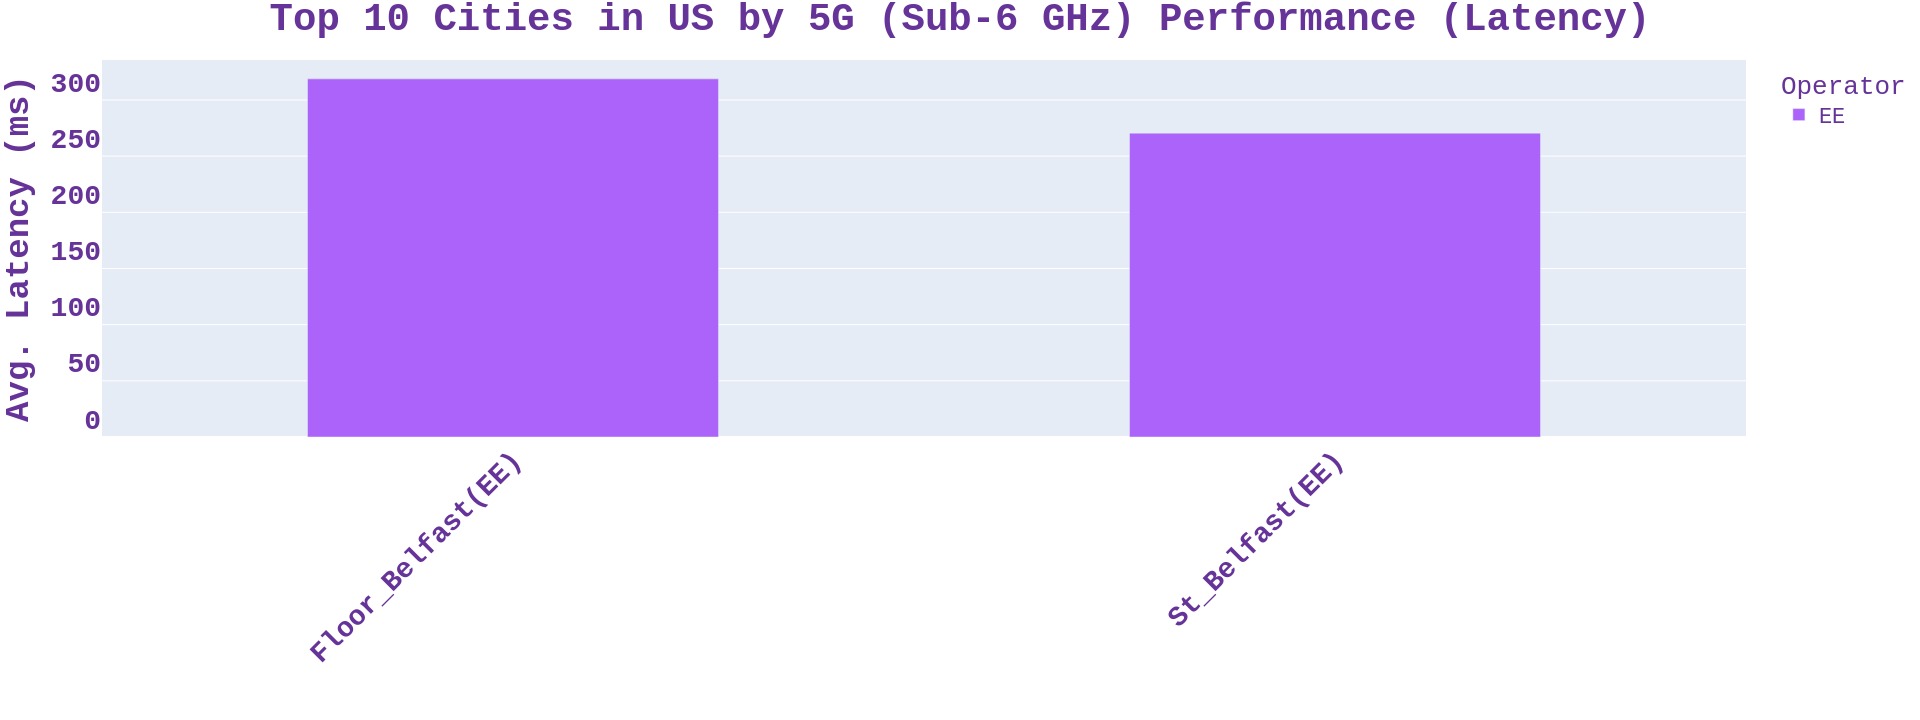 Top 10 Cities in US by 5G (Sub-6 GHz) Performance (Latency)
Avg. Latency (ms)
300
250
200
150
100
50
0
Floor_Belfast(EE)
St_Belfast(EE)
Operator
EE